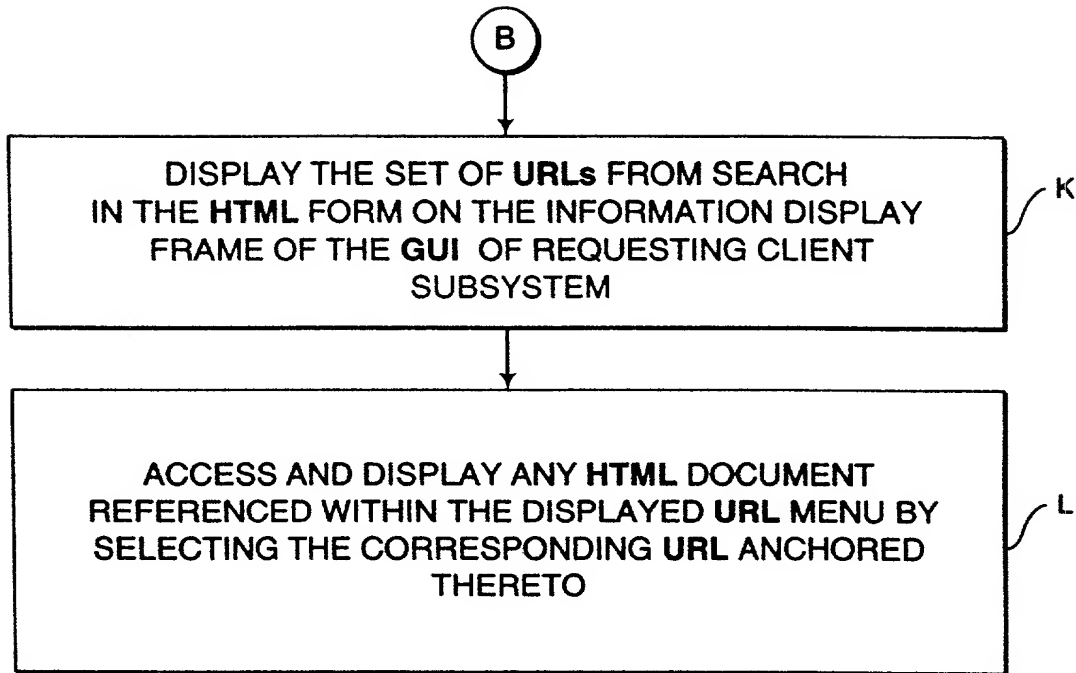 B
DISPLAY THE SET OF URLs FROM SEARCH
IN THE HTML FORM ON THE INFORMATION DISPLAY
FRAME OF THE GUI OF REQUESTING CLIENT
SUBSYSTEM
K
ACCESS AND DISPLAY ANY HTML DOCUMENT
REFERENCED WITHIN THE DISPLAYED URL MENU BY
SELECTING THE CORRESPONDING URL ANCHORED
THERETO
L